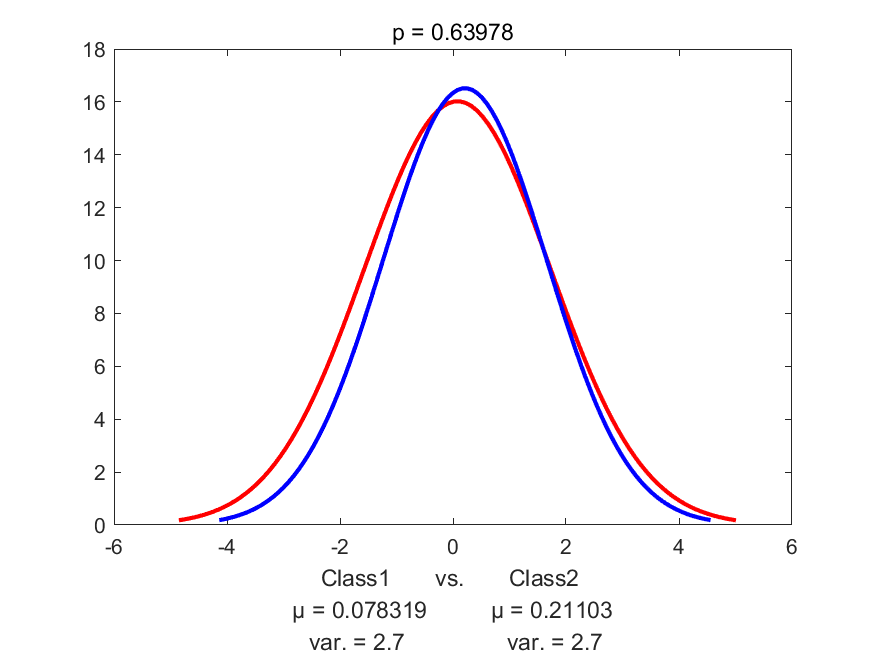 p = 0.63978
18
16
14
12
10
8
6
4
2
0
-6 -4 -2 0 2 4 6
Class1 vs. Class2
μ = 0.078319 μ = 0.21103
var. = 2.7 var. = 2.7